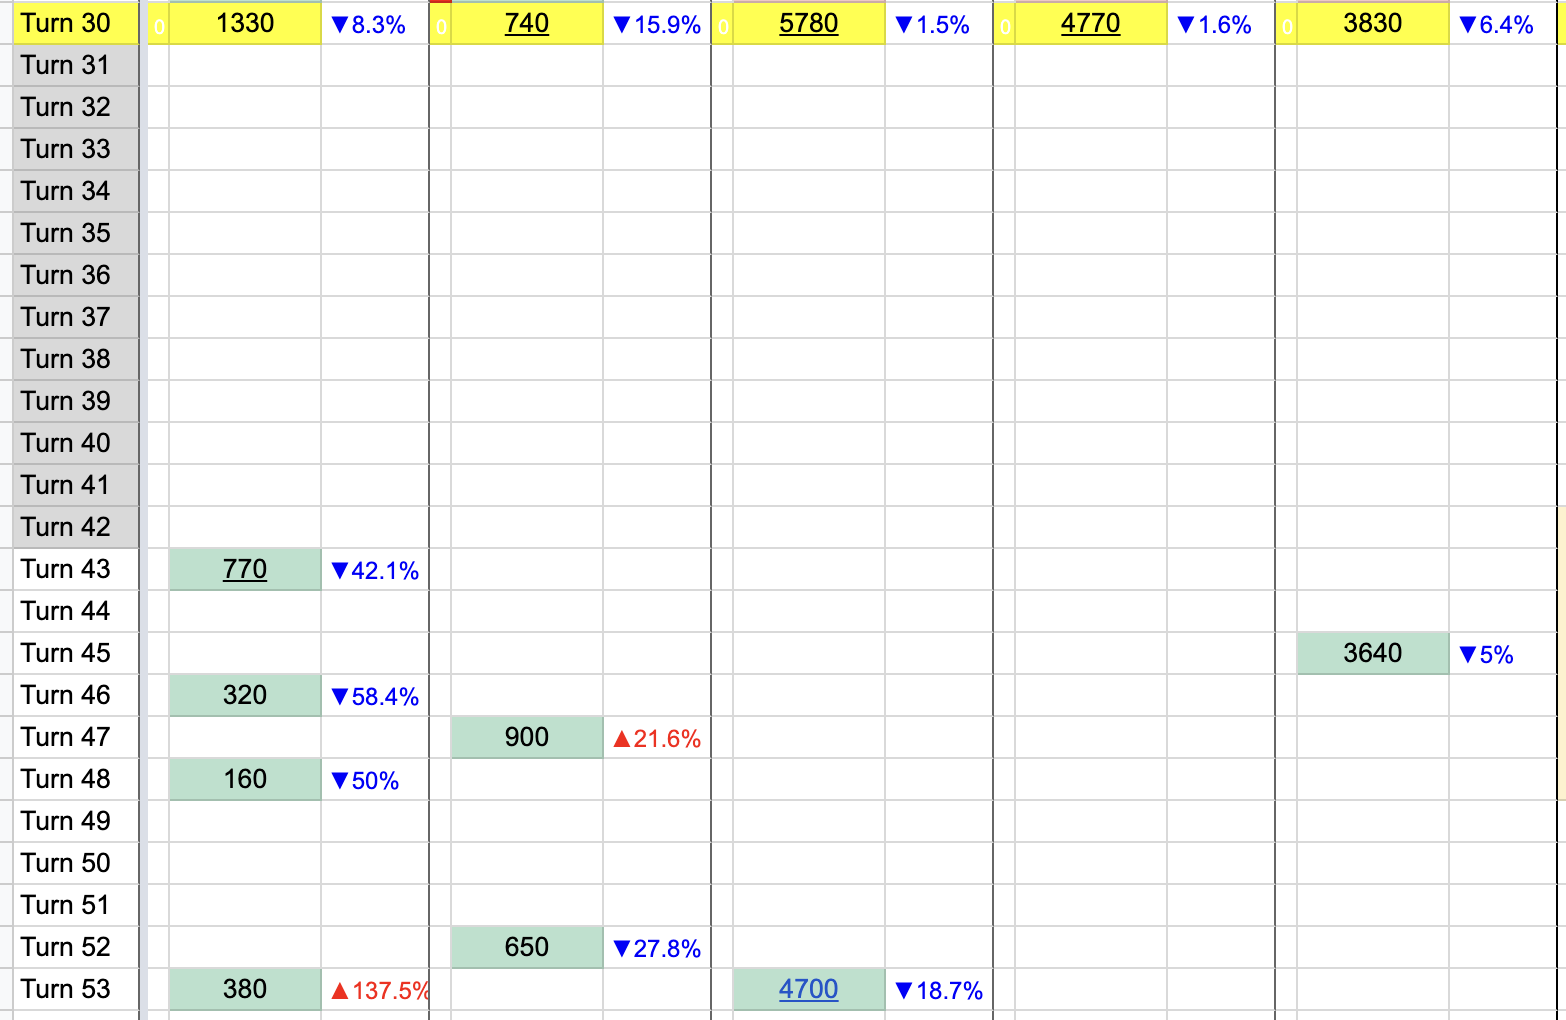 Turn 30 0 1330 ▼8.3% 0 740 ▼15.9% 0 5780 ▼1.5% 0 4770 ▼1.6% 0 3830 ▼6.4%
Turn 31
Turn 32
Turn 33
Turn 34
Turn 35
Turn 36
Turn 37
Turn 38
Turn 39
Turn 40
Turn 41
Turn 42
Turn 43 770 ▼42.1%
Turn 44
Turn 45 3640 ▼5%
Turn 46 320 ▼58.4%
Turn 47 900 ▲21.6%
Turn 48 160 ▼50%
Turn 49
Turn 50
Turn 51
Turn 52 650 ▼27.8%
Turn 53 380 ▲137.5% 4700 ▼18.7%